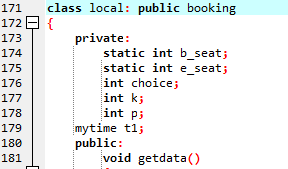 171 class local: public booking
172 {
173 private:
174 static int b_seat;
175 static int e_seat;
176 int choice;
177 int k;
178 int p;
179 mytime t1;
180 public:
181 void getdata()